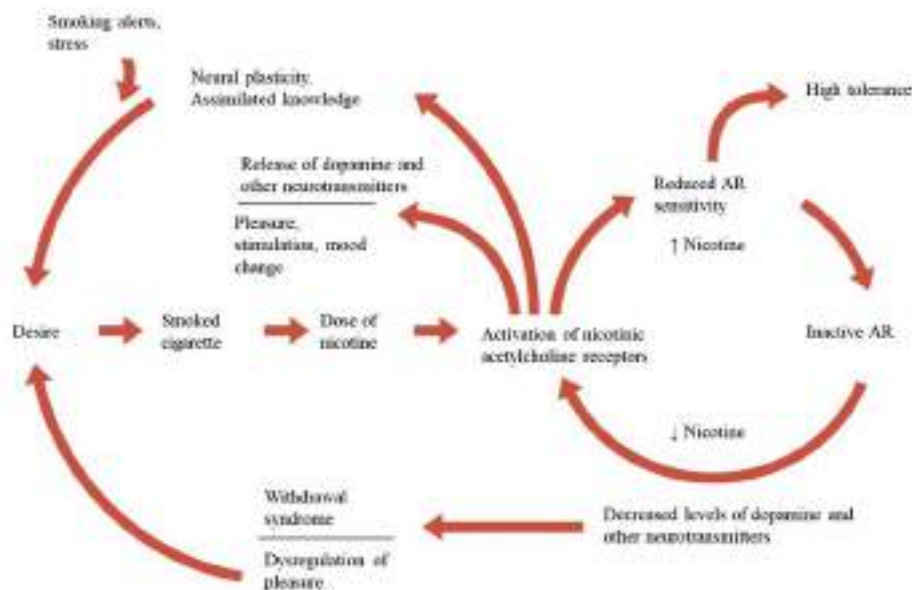 Smoking alerts,
stress
Neural plasticity.
Assimilated knowledge
High tolerance
Release of dopamine and
other neurotransmitters
Pleasure,
stimulation, mood
change
Reduced AR
sensitivity
↑ Nicotine
Desire
Smoked
cigarette
Dose of
nicotine
Activation of nicotinic
acetylcholine receptors
Inactive AR
↓ Nicotine
Withdrawal
syndrome
Dysregulation of
pleasure
Decreased levels of dopamine and
other neurotransmitters